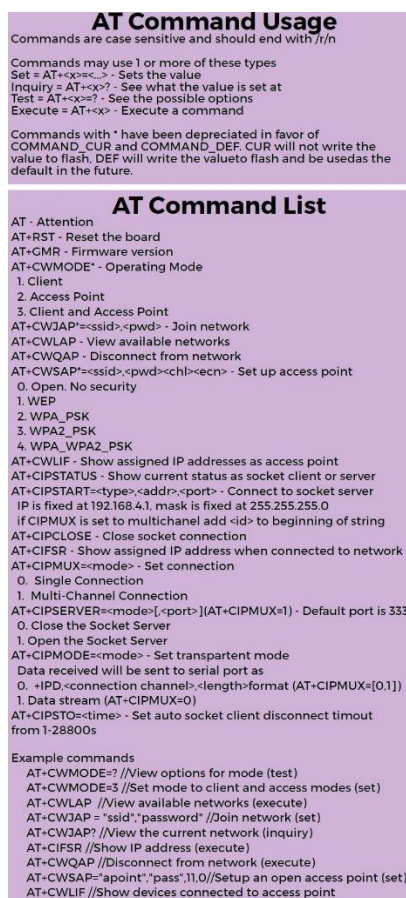 AT Command Usage
Commands are case sensitive and should end with /r/n
Commands may use 1 or more of these types
Set = AT+<x>=<...> - Sets the value
Inquiry = AT+<x>? - See what the value is set at
Test = AT+<x>=? - See the possible options
Execute = AT+<x> - Execute a command
Commands with * have been depreciated in favor of
COMMAND_CUR and COMMAND_DEF. CUR will not write the
value to flash, DEF will write the valueto flash and be usedas the
default in the future.
AT Command List
AT - Attention
AT+RST - Reset the board
AT+GMR - Firmware version
AT+CWMODE* - Operating Mode
1. Client
2. Access Point
3. Client and Access Point
AT+CWJAP*=<ssid>,<pwd> - Join network
AT+CWLAP - View available networks
AT+CWQAP - Disconnect from network
AT+CWSAP*=<ssid>,<pwd><chl><ecn> - Set up access point
0. Open. No security
1. WEP
2. WPA_PSK
3. WPA2_PSK
4. WPA_WPA2_PSK
AT+CWLIF - Show assigned IP addresses as access point
AT+CIPSTATUS - Show current status as socket client or server
AT+CIPSTART=<type>,<addr>,<port> - Connect to socket server
IP is fixed at 192.168.4.1, mask is fixed at 255.255.255.0
if CIPMUX is set to multichanel add <id> to beginning of string
AT+CIPCLOSE - Close socket connection
AT+CIFSR - Show assigned IP address when connected to network
AT+CIPMUX=<mode> - Set connection
0. Single Connection
1. Multi-Channel Connection
AT+CIPSERVER=<mode>[,<port>](AT+CIPMUX=1) - Default port is 333
0. Close the Socket Server
1. Open the Socket Server
AT+CIPMODE=<mode> - Set transpartent mode
Data received will be sent to serial port as
0. +IPD,<connection channel>,<length>format (AT+CIPMUX=[0,1])
1. Data stream (AT+CIPMUX=0)
AT+CIPSTO=<time> - Set auto socket client disconnect timout
from 1-28800s
Example commands
AT+CWMODE=? //View options for mode (test)
AT+CWMODE=3 //Set mode to client and access modes (set)
AT+CWLAP //View available networks (execute)
AT+CWJAP = "ssid","password" //Join network (set)
AT+CWJAP? //View the current network (inquiry)
AT+CIFSR //Show IP address (execute)
AT+CWQAP //Disconnect from network (execute)
AT+CWSAP="apoint","pass",11,0//Setup an open access point (set)
AT+CWLIF //Show devices connected to access point